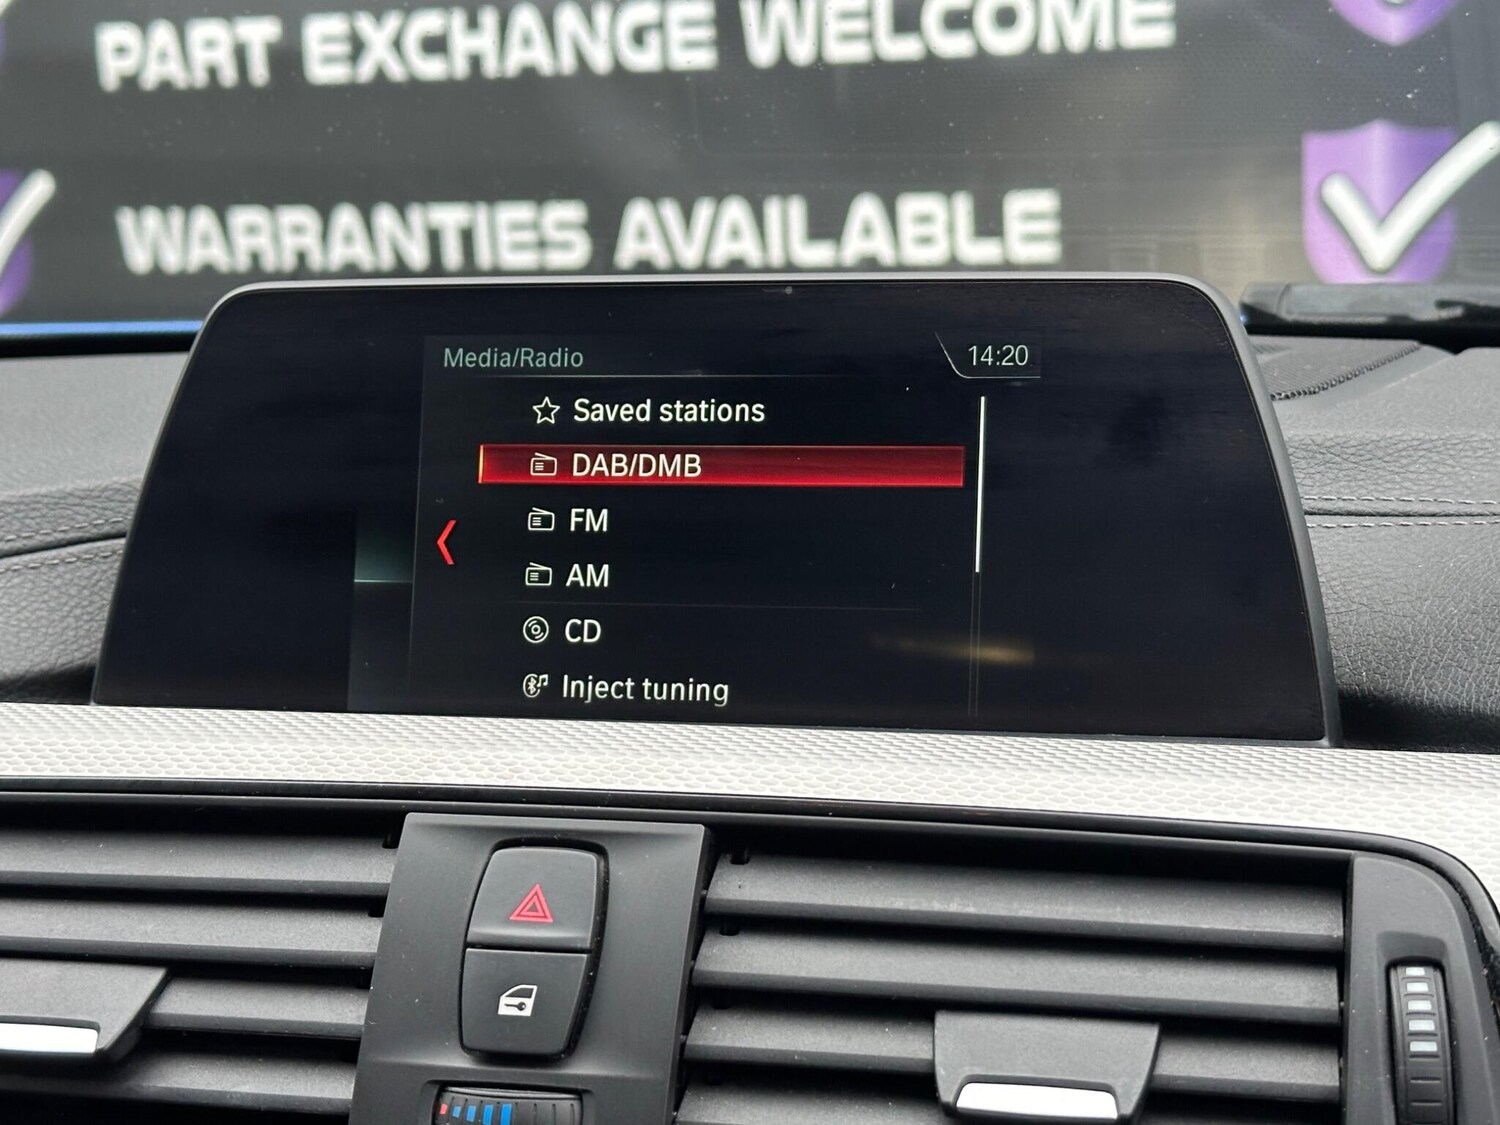 PART EXCHANGE WELCOME
WARRANTIES AVAILABLE
Media/Radio
14:20
Saved stations
DAB/DMB
FM
AM
CD
Inject tuning